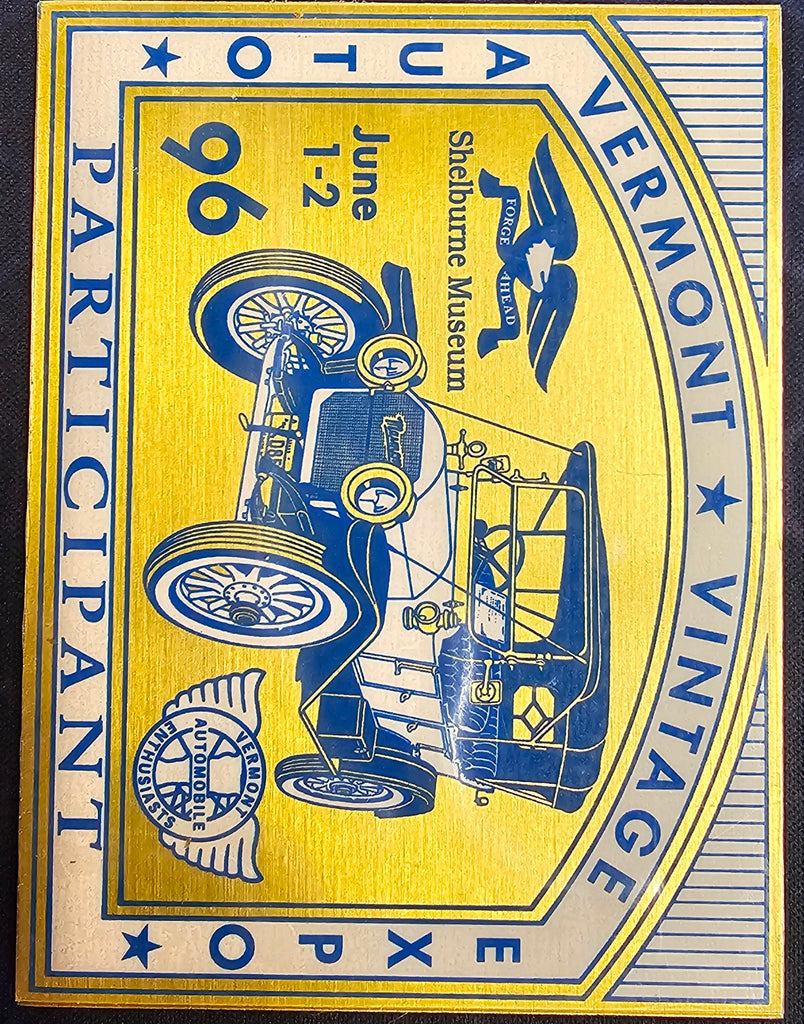 VERMONT ★ VINTAGE
AUTO ★
EXPO ★
FORGE AHEAD
Shelburne Museum
June
1-2
96
VERMONT
AUTOMOBILE
ENTHUSIASTS
PARTICIPANT